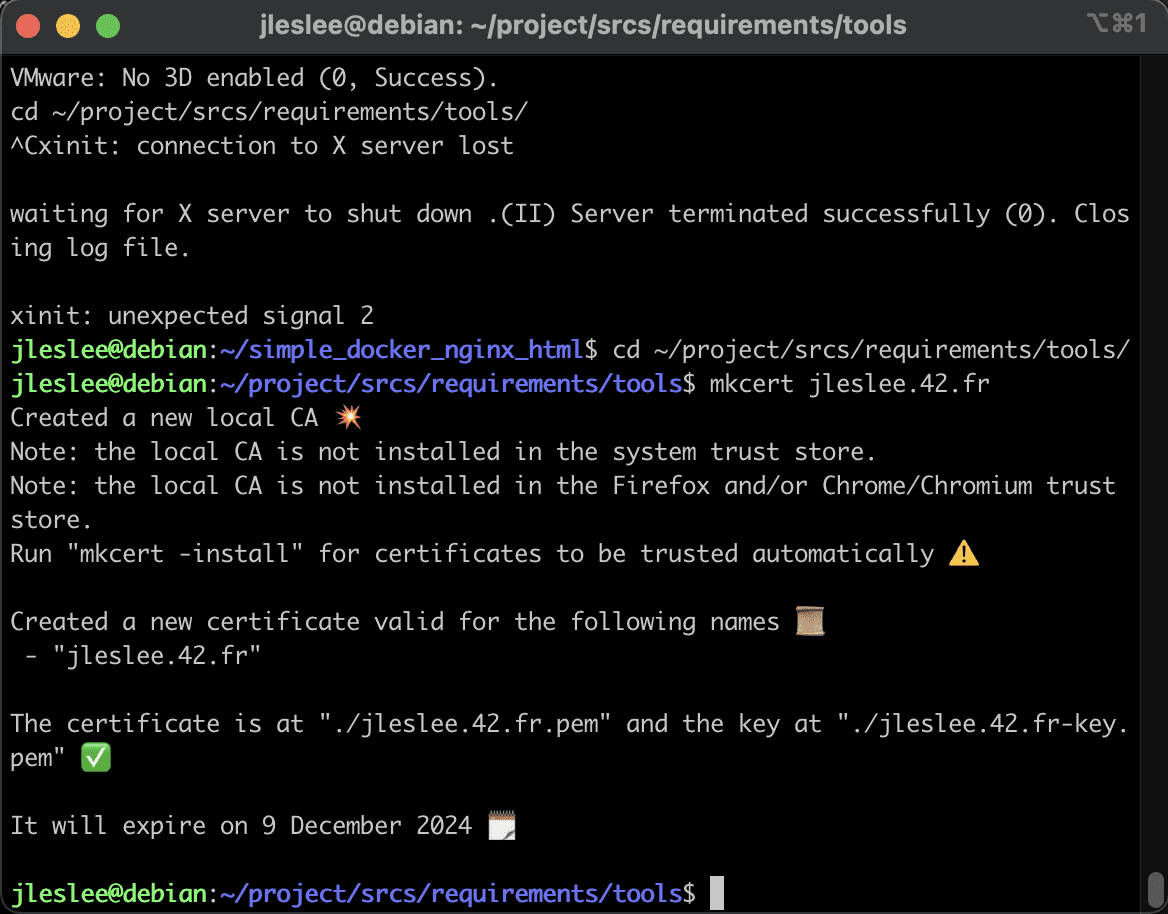 jleslee@debian: ~/project/srcs/requirements/tools
⌥⌘1
VMware: No 3D enabled (0, Success).
cd ~/project/srcs/requirements/tools/
^Cxinit: connection to X server lost
waiting for X server to shut down .(II) Server terminated successfully (0). Clos
ing log file.
xinit: unexpected signal 2
jleslee@debian:~/simple_docker_nginx_html$ cd ~/project/srcs/requirements/tools/
jleslee@debian:~/project/srcs/requirements/tools$ mkcert jleslee.42.fr
Created a new local CA 💥
Note: the local CA is not installed in the system trust store.
Note: the local CA is not installed in the Firefox and/or Chrome/Chromium trust
store.
Run "mkcert -install" for certificates to be trusted automatically ⚠️
Created a new certificate valid for the following names 📜
- "jleslee.42.fr"
The certificate is at "./jleslee.42.fr.pem" and the key at "./jleslee.42.fr-key.
pem" ✅
It will expire on 9 December 2024 🗓
jleslee@debian:~/project/srcs/requirements/tools$